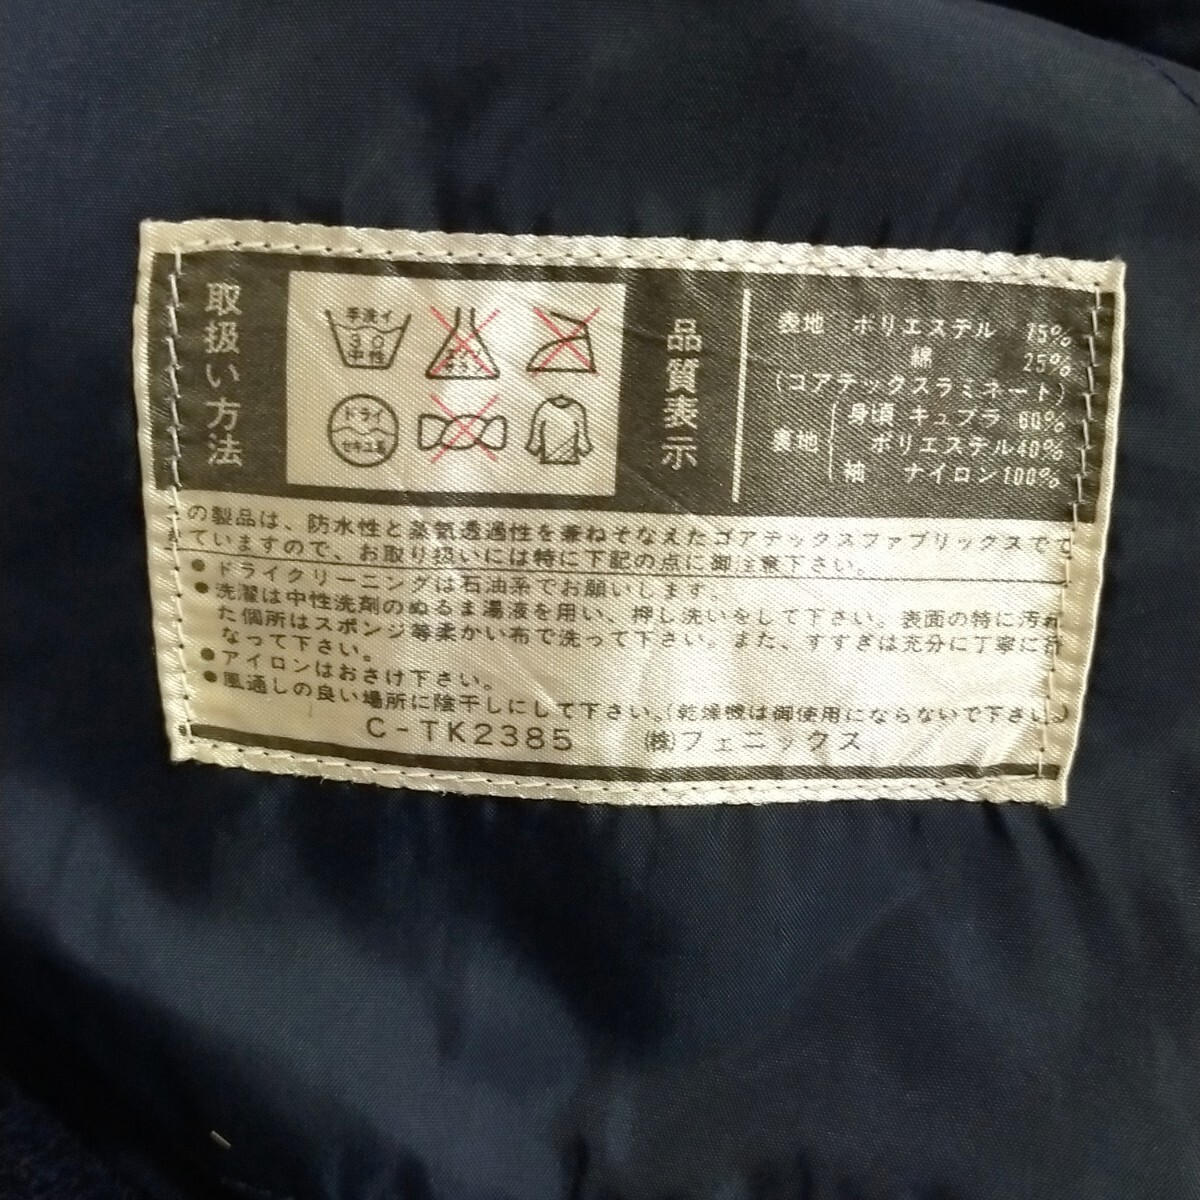 取扱い方法
手洗イ
30
中性
ドライ
セキユ系
品質表示
表地 ポリエステル 75%
綿 25%
(ゴアテックスラミネート)
裏地 身頃 キュプラ 60%
ポリエステル40%
袖 ナイロン100%
の製品は、防水性と蒸気透過性を兼ねそなえたゴアテックスファブリックスでで
きていますので、お取り扱いには特に下記の点に御注意下さい。
●ドライクリーニングは石油系でお願いします。
●洗濯は中性洗剤のぬるま湯液を用い、押し洗いをして下さい。表面の特に汚れ
た個所はスポンジ等柔かい布で洗って下さい。また、すすぎは充分に丁寧に行
なって下さい。
●アイロンはおさけ下さい。
●風通しの良い場所に陰干しにして下さい。(乾燥機は御使用にならないで下さい)
C-TK2385 ㈱フェニックス